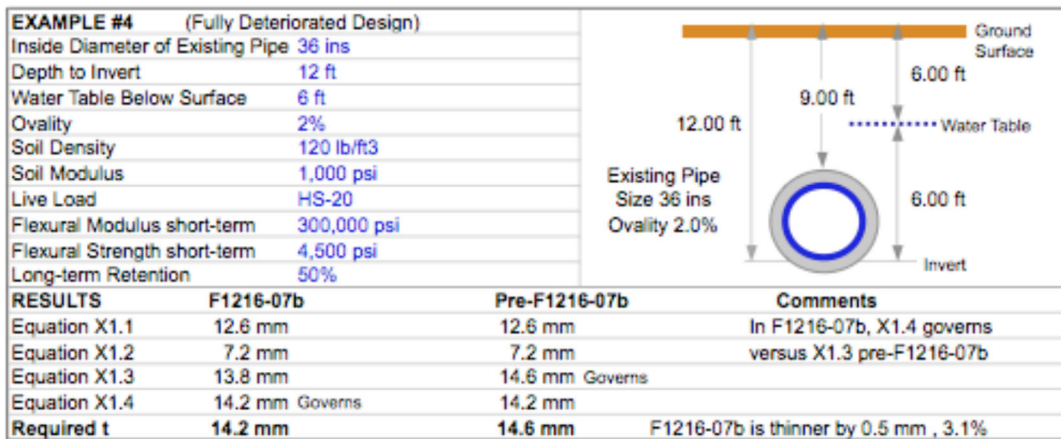 EXAMPLE #4 (Fully Deteriorated Design)
Inside Diameter of Existing Pipe 36 ins
Depth to Invert 12 ft
Water Table Below Surface 6 ft
Ovality 2%
Soil Density 120 lb/ft3
Soil Modulus 1,000 psi
Live Load HS-20
Flexural Modulus short-term 300,000 psi
Flexural Strength short-term 4,500 psi
Long-term Retention 50%
Ground
Surface
6.00 ft
9.00 ft
12.00 ft
Water Table
Existing Pipe
Size 36 ins
Ovality 2.0%
6.00 ft
Invert
RESULTS F1216-07b Pre-F1216-07b Comments
Equation X1.1 12.6 mm 12.6 mm In F1216-07b, X1.4 governs
Equation X1.2 7.2 mm 7.2 mm versus X1.3 pre-F1216-07b
Equation X1.3 13.8 mm 14.6 mm Governs
Equation X1.4 14.2 mm Governs 14.2 mm
Required t 14.2 mm 14.6 mm F1216-07b is thinner by 0.5 mm , 3.1%